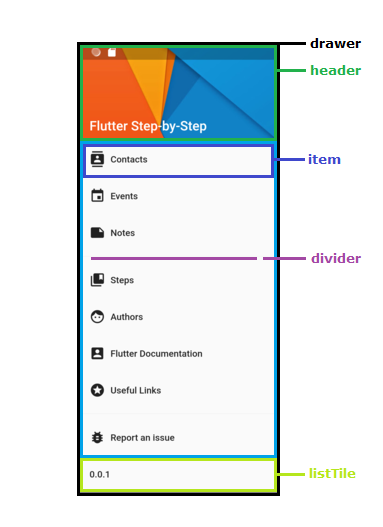 drawer
header
Flutter Step-by-Step
Contacts
item
Events
Notes
divider
Steps
Authors
Flutter Documentation
Useful Links
Report an issue
0.0.1
listTile